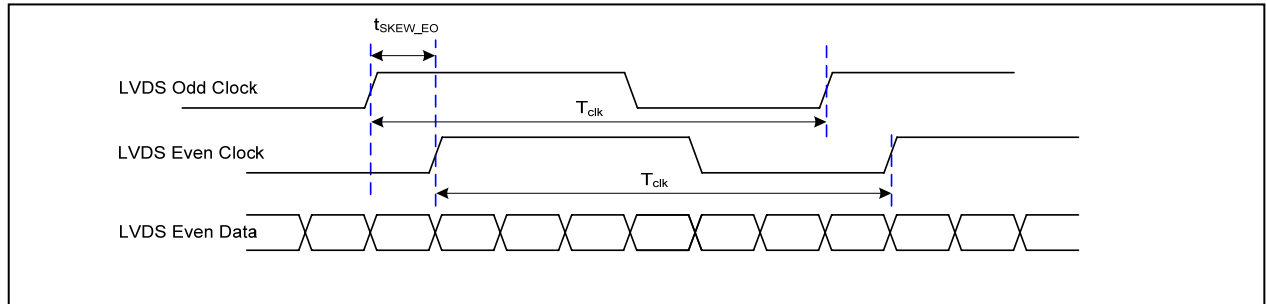 tSKEW_EO
LVDS Odd Clock
Tclk
LVDS Even Clock
Tclk
LVDS Even Data